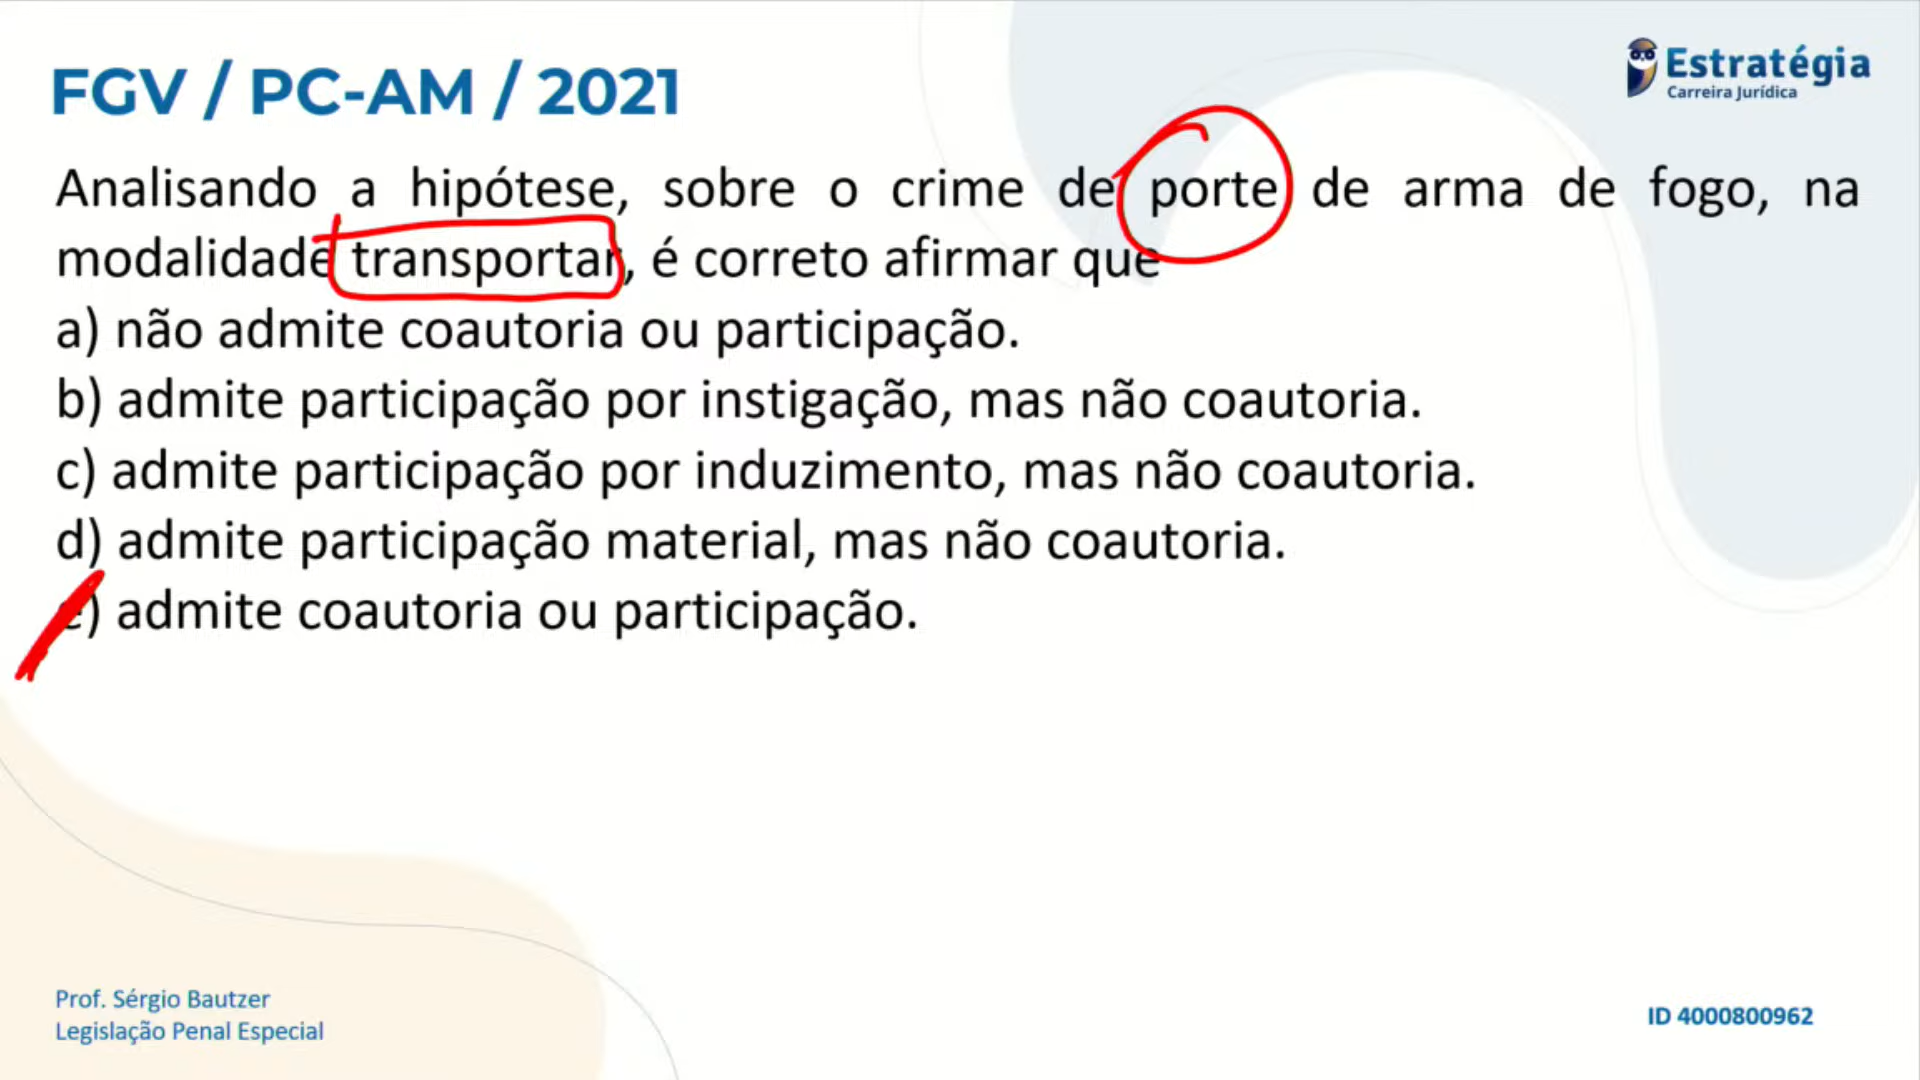 FGV / PC-AM / 2021
Estratégia
Carreira Jurídica
Analisando a hipótese, sobre o crime de porte de arma de fogo, na
modalidade transportar, é correto afirmar que
a) não admite coautoria ou participação.
b) admite participação por instigação, mas não coautoria.
c) admite participação por induzimento, mas não coautoria.
d) admite participação material, mas não coautoria.
e) admite coautoria ou participação.
Prof. Sérgio Bautzer
Legislação Penal Especial
ID 4000800962